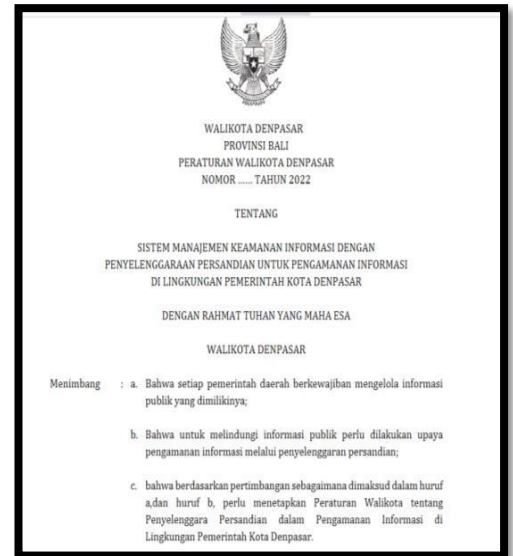 WALIKOTA DENPASAR
PROVINSI BALI
PERATURAN WALIKOTA DENPASAR
NOMOR ...... TAHUN 2022
TENTANG
SISTEM MANAJEMEN KEAMANAN INFORMASI DENGAN
PENYELENGGARAAN PERSANDIAN UNTUK PENGAMANAN INFORMASI
DI LINGKUNGAN PEMERINTAH KOTA DENPASAR
DENGAN RAHMAT TUHAN YANG MAHA ESA
WALIKOTA DENPASAR
Menimbang : a. Bahwa setiap pemerintah daerah berkewajiban mengelola informasi
publik yang dimilikinya;
b. Bahwa untuk melindungi informasi publik perlu dilakukan upaya
pengamanan informasi melalui penyelenggaran persandian;
c. bahwa berdasarkan pertimbangan sebagaimana dimaksud dalam huruf
a,dan huruf b, perlu menetapkan Peraturan Walikota tentang
Penyelenggara Persandian dalam Pengamanan Informasi di
Lingkungan Pemerintah Kota Denpasar.